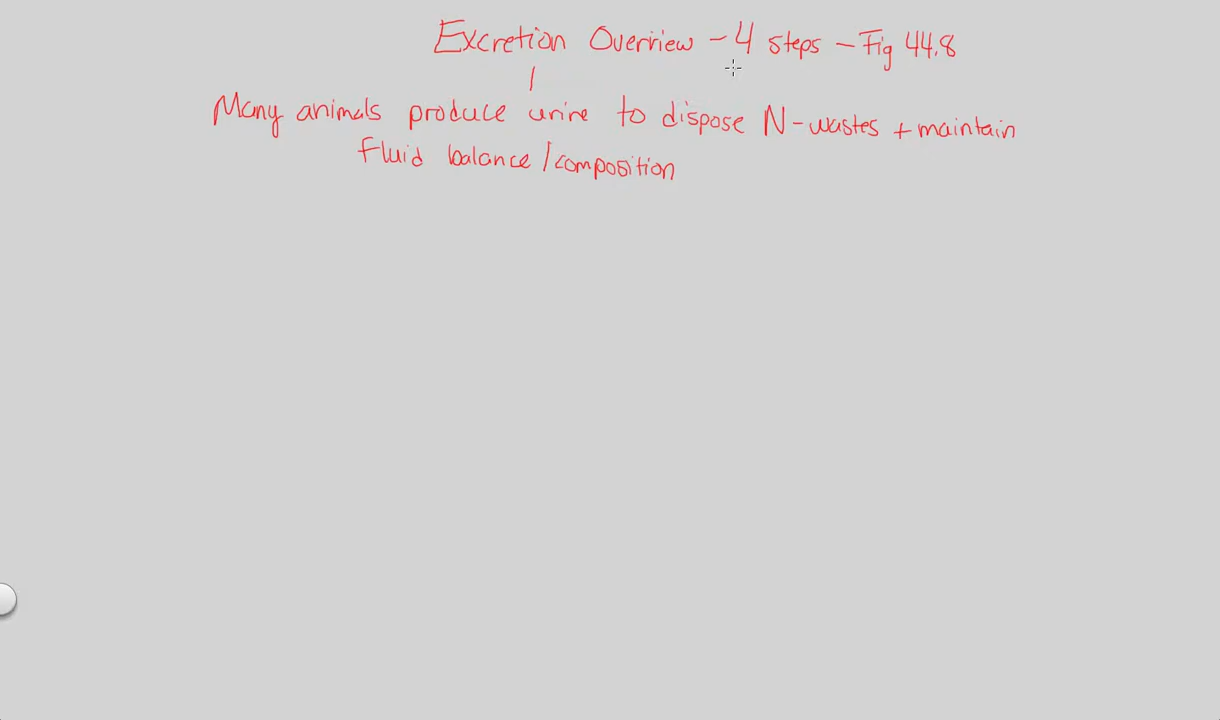 Excretion Overview - 4 steps - Fig 44.8
Many animals produce urine to dispose N-wastes + maintain
fluid balance/composition